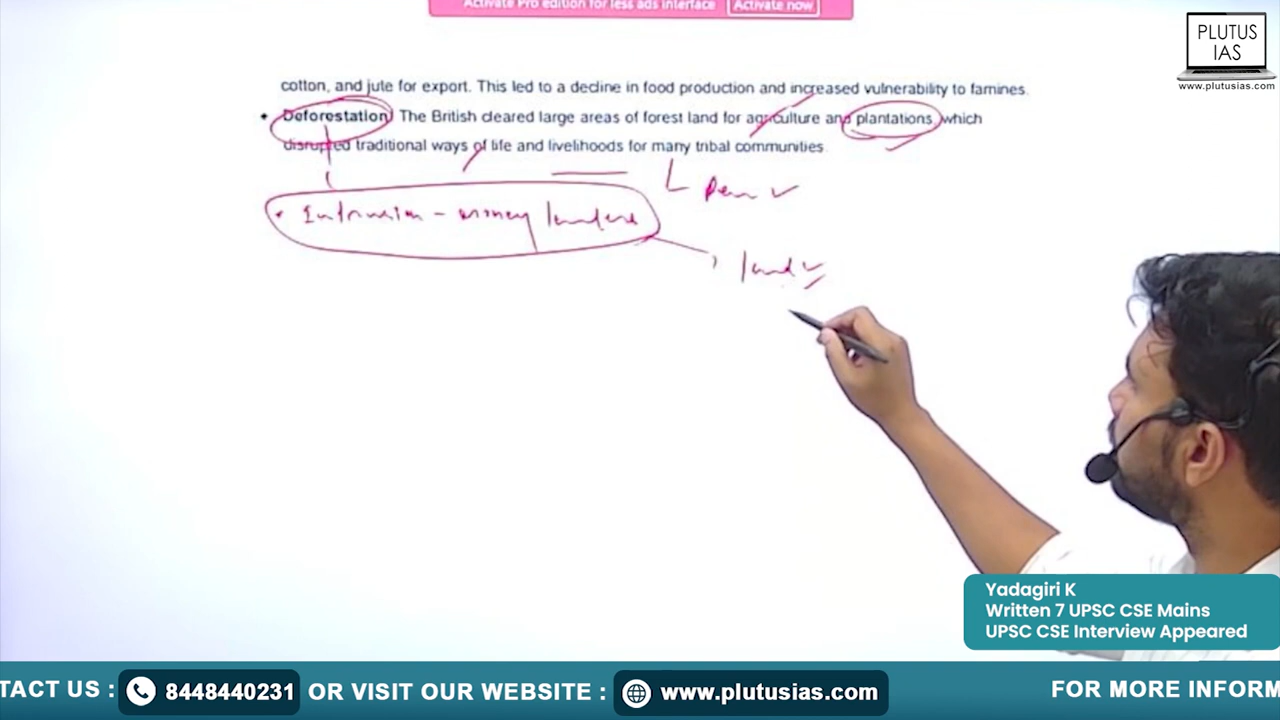 Activate Pro edition for less ads interface Activate now
PLUTUS
IAS
www.plutusias.com
cotton, and jute for export. This led to a decline in food production and increased vulnerability to famines.
• Deforestation The British cleared large areas of forest land for agriculture and plantations which
disrupted traditional ways of life and livelihoods for many tribal communities.
• Intrusion - money lenders
land
Yadagiri K
Written 7 UPSC CSE Mains
UPSC CSE Interview Appeared
TACT US : 8448440231 OR VISIT OUR WEBSITE : www.plutusias.com FOR MORE INFORM